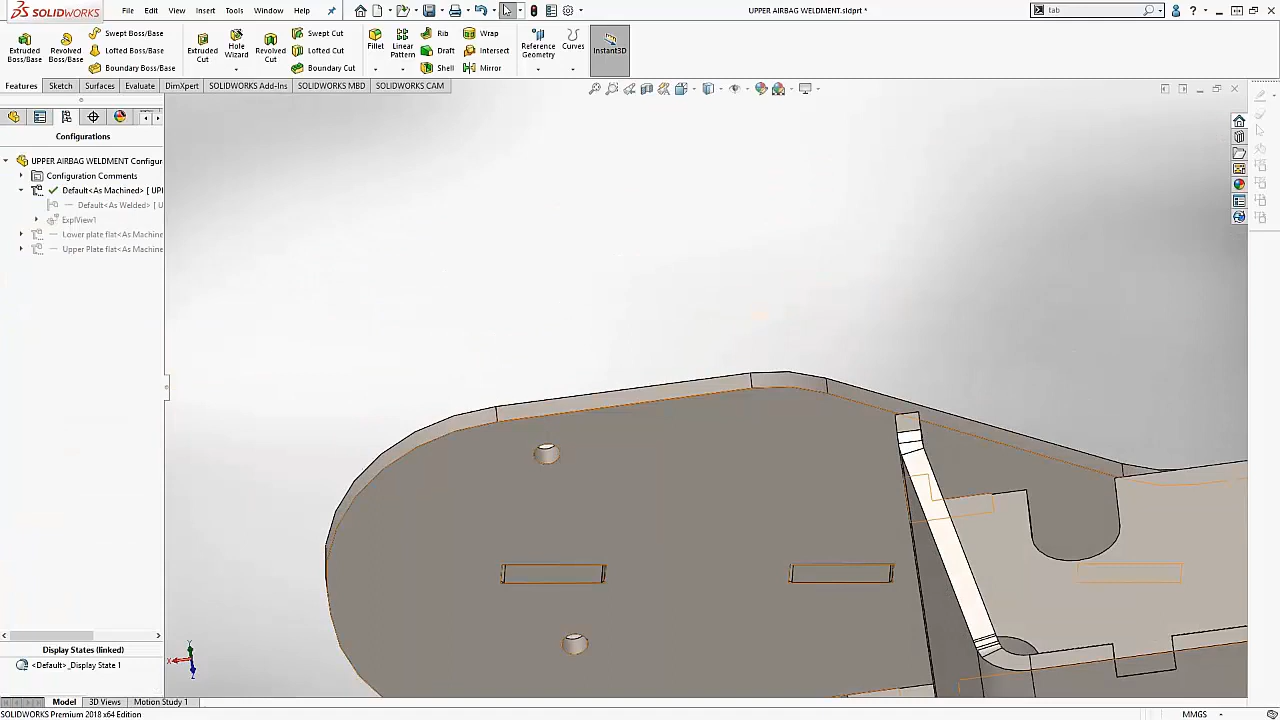 SOLIDWORKS File Edit View Insert Tools Window Help UPPER AIRBAG WELDMENT.sldprt * tab
Extruded Boss/Base
Revolved Boss/Base
Swept Boss/Base
Lofted Boss/Base
Boundary Boss/Base
Extruded Cut
Hole Wizard
Revolved Cut
Swept Cut
Lofted Cut
Boundary Cut
Fillet
Linear Pattern
Rib
Draft
Shell
Wrap
Intersect
Mirror
Reference Geometry
Curves
Instant3D
Features Sketch Surfaces Evaluate DimXpert SOLIDWORKS Add-Ins SOLIDWORKS MBD SOLIDWORKS CAM
Configurations
UPPER AIRBAG WELDMENT Configur
Configuration Comments
Default<As Machined> [ UPI
Default<As Welded> [ U
ExplView1
Lower plate flat<As Machine
Upper Plate flat<As Machine
Display States (linked)
<Default>_Display State 1
Y
X
Z
Model 3D Views Motion Study 1
SOLIDWORKS Premium 2018 x64 Edition MMGS